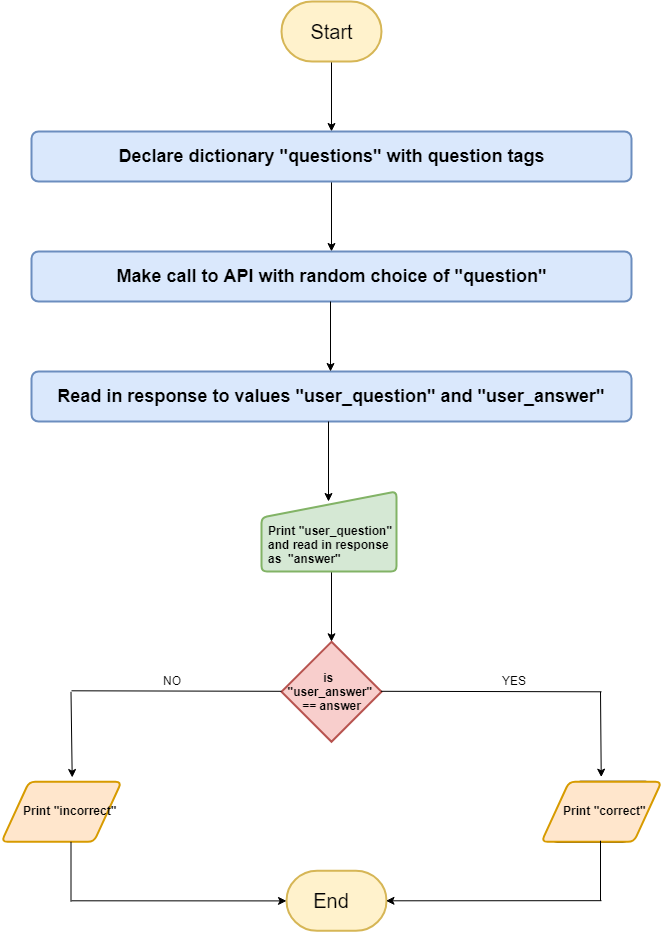 Start
Declare dictionary "questions" with question tags
Make call to API with random choice of "question"
Read in response to values "user_question" and "user_answer"
Print "user_question"
and read in response
as "answer"
is
"user_answer"
== answer
NO
YES
Print "incorrect"
Print "correct"
End